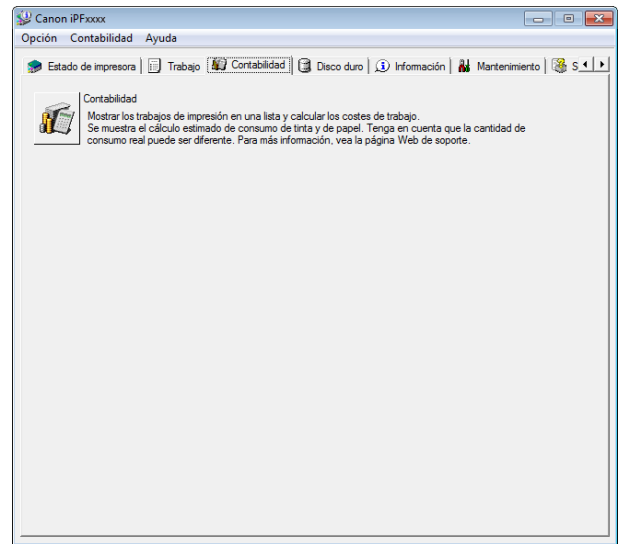 Canon iPFxxxx
Opción Contabilidad Ayuda
Estado de impresora Trabajo Contabilidad Disco duro Información Mantenimiento S
Contabilidad
Mostrar los trabajos de impresión en una lista y calcular los costes de trabajo.
Se muestra el cálculo estimado de consumo de tinta y de papel. Tenga en cuenta que la cantidad de
consumo real puede ser diferente. Para más información, vea la página Web de soporte.